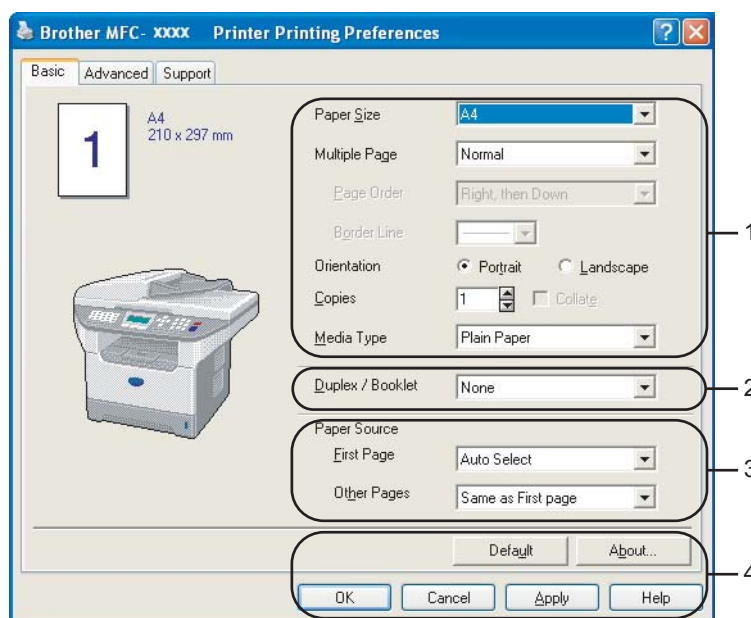 Brother MFC- xxxx Printer Printing Preferences
Basic Advanced Support
1
A4
210 x 297 mm
Paper Size A4
Multiple Page Normal
Page Order Right, then Down
Border Line
Orientation Portrait Landscape
Copies 1 Collate
Media Type Plain Paper
1
Duplex / Booklet None
2
Paper Source
First Page Auto Select
Other Pages Same as First page
3
Default About...
OK Cancel Apply Help
4